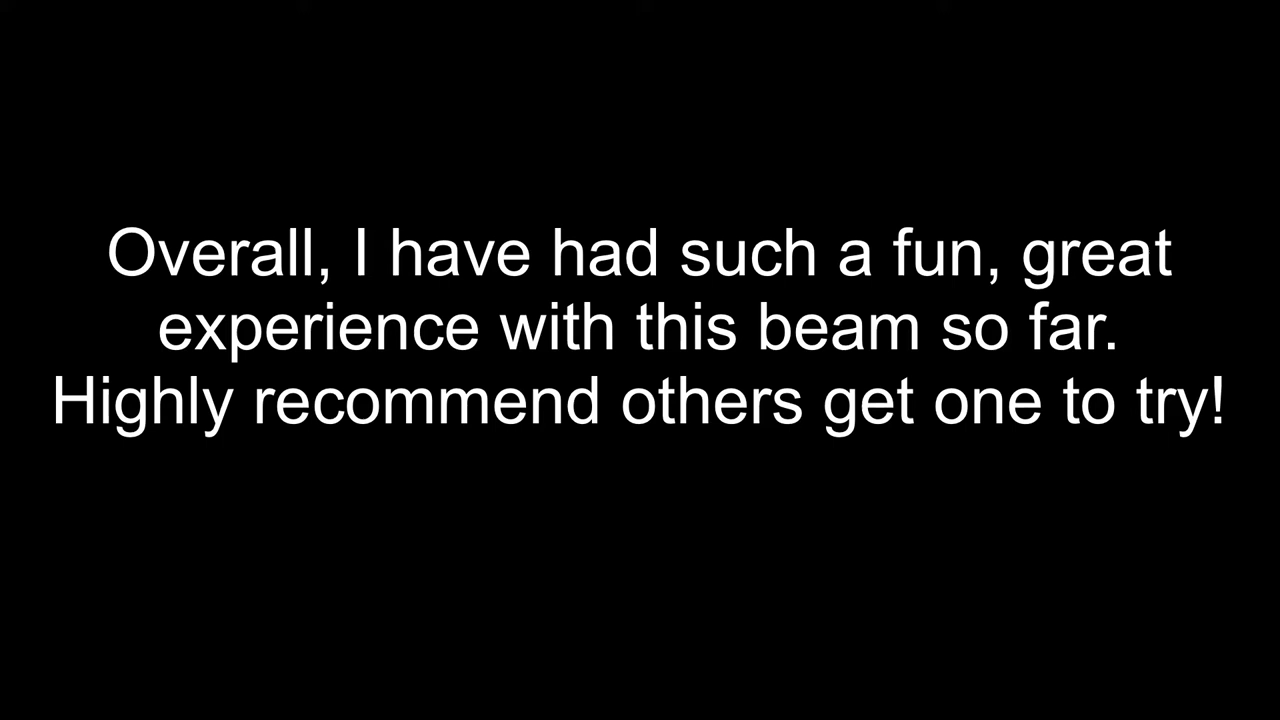 Overall, I have had such a fun, great
experience with this beam so far.
Highly recommend others get one to try!